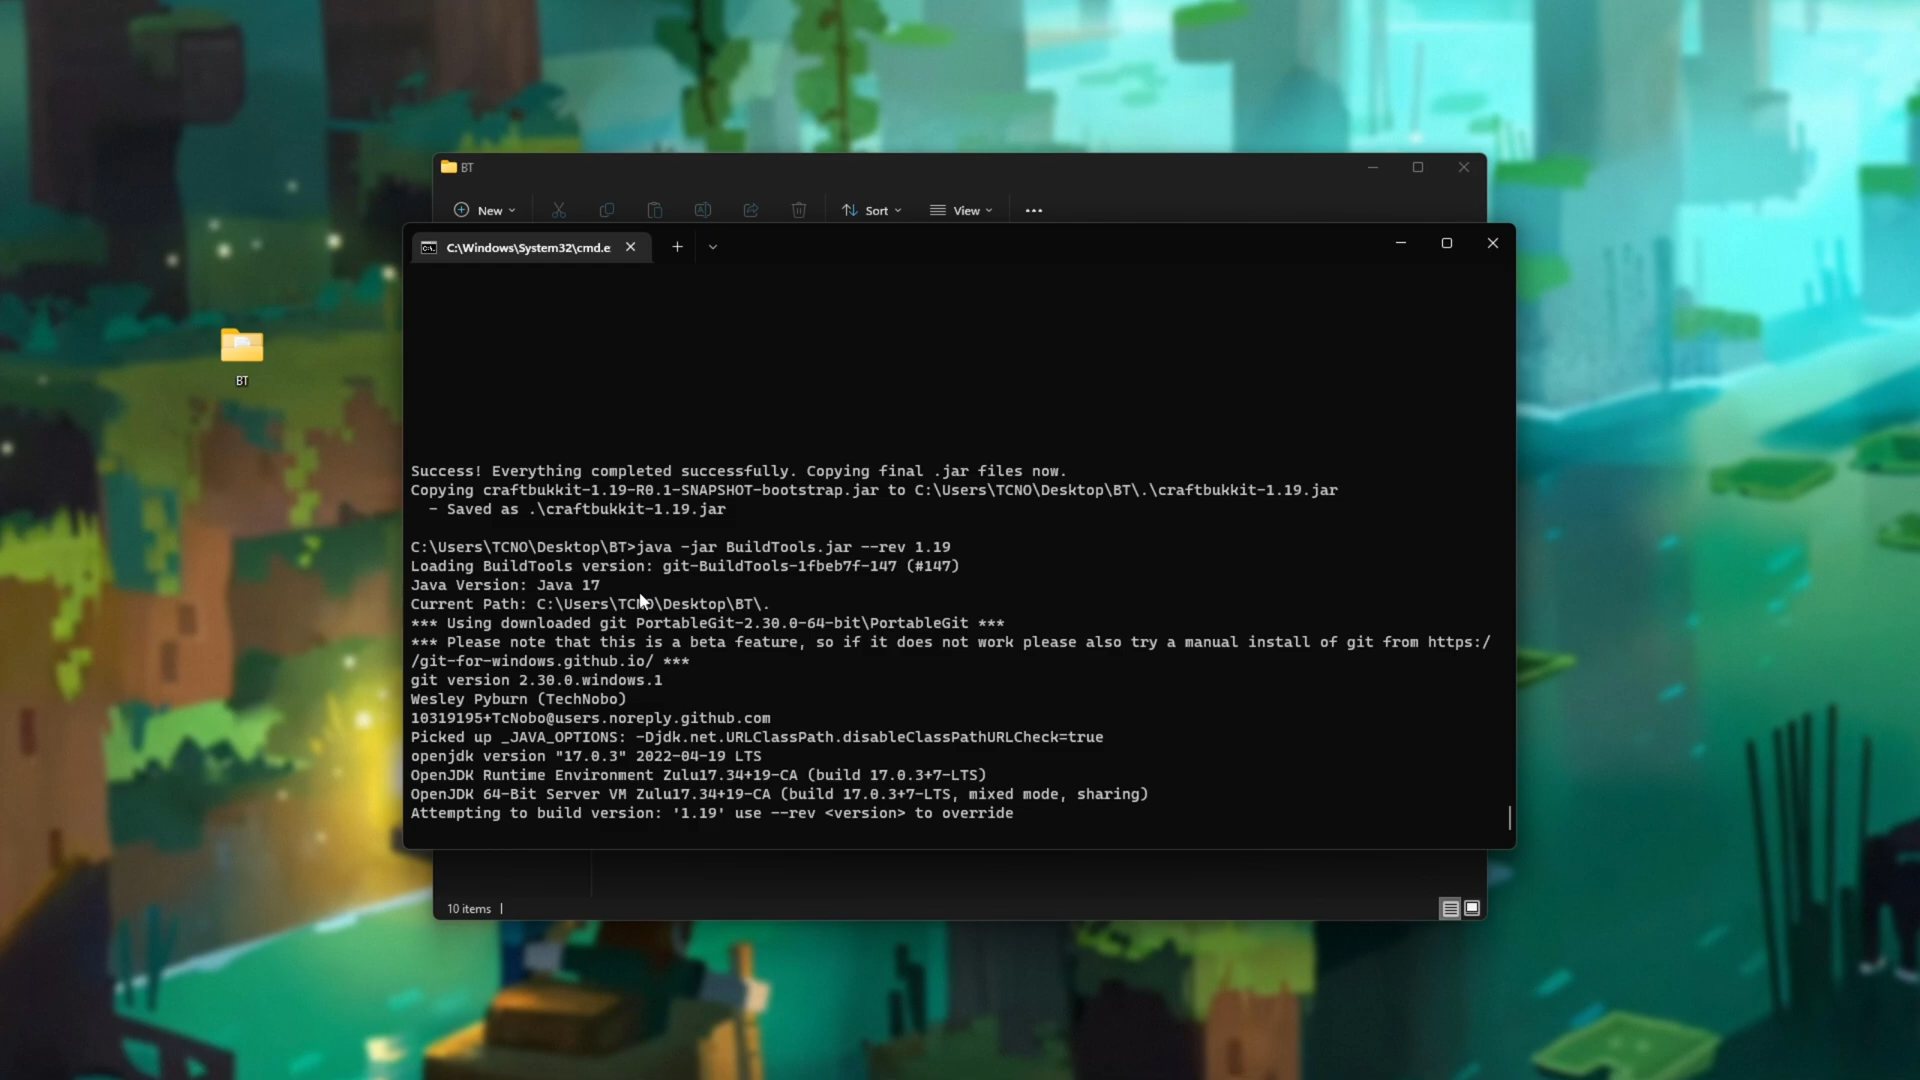 BT
New
Sort
View
C:\Windows\System32\cmd.e
BT
Success! Everything completed successfully. Copying final .jar files now.
Copying craftbukkit-1.19-R0.1-SNAPSHOT-bootstrap.jar to C:\Users\TCNO\Desktop\BT\.\craftbukkit-1.19.jar
- Saved as .\craftbukkit-1.19.jar
C:\Users\TCNO\Desktop\BT>java -jar BuildTools.jar --rev 1.19
Loading BuildTools version: git-BuildTools-1fbeb7f-147 (#147)
Java Version: Java 17
Current Path: C:\Users\TCNO\Desktop\BT\.
*** Using downloaded git PortableGit-2.30.0-64-bit\PortableGit ***
*** Please note that this is a beta feature, so if it does not work please also try a manual install of git from https:/
/git-for-windows.github.io/ ***
git version 2.30.0.windows.1
Wesley Pyburn (TechNobo)
10319195+TcNobo@users.noreply.github.com
Picked up _JAVA_OPTIONS: -Djdk.net.URLClassPath.disableClassPathURLCheck=true
openjdk version "17.0.3" 2022-04-19 LTS
OpenJDK Runtime Environment Zulu17.34+19-CA (build 17.0.3+7-LTS)
OpenJDK 64-Bit Server VM Zulu17.34+19-CA (build 17.0.3+7-LTS, mixed mode, sharing)
Attempting to build version: '1.19' use --rev <version> to override
10 items